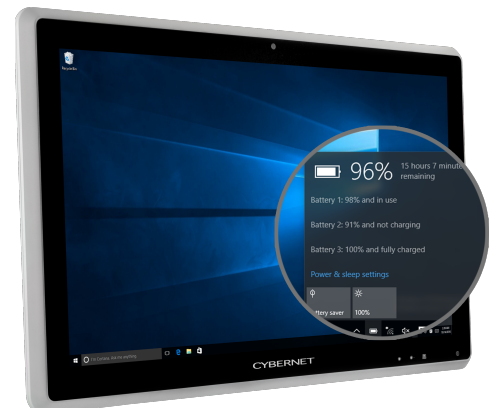 96%
15 hours 7 minute
remaining
Battery 1: 98% and in use
Battery 2: 91% and not charging
Battery 3: 100% and fully charged
Power & sleep settings
ttery saver
100%
CYBERNET